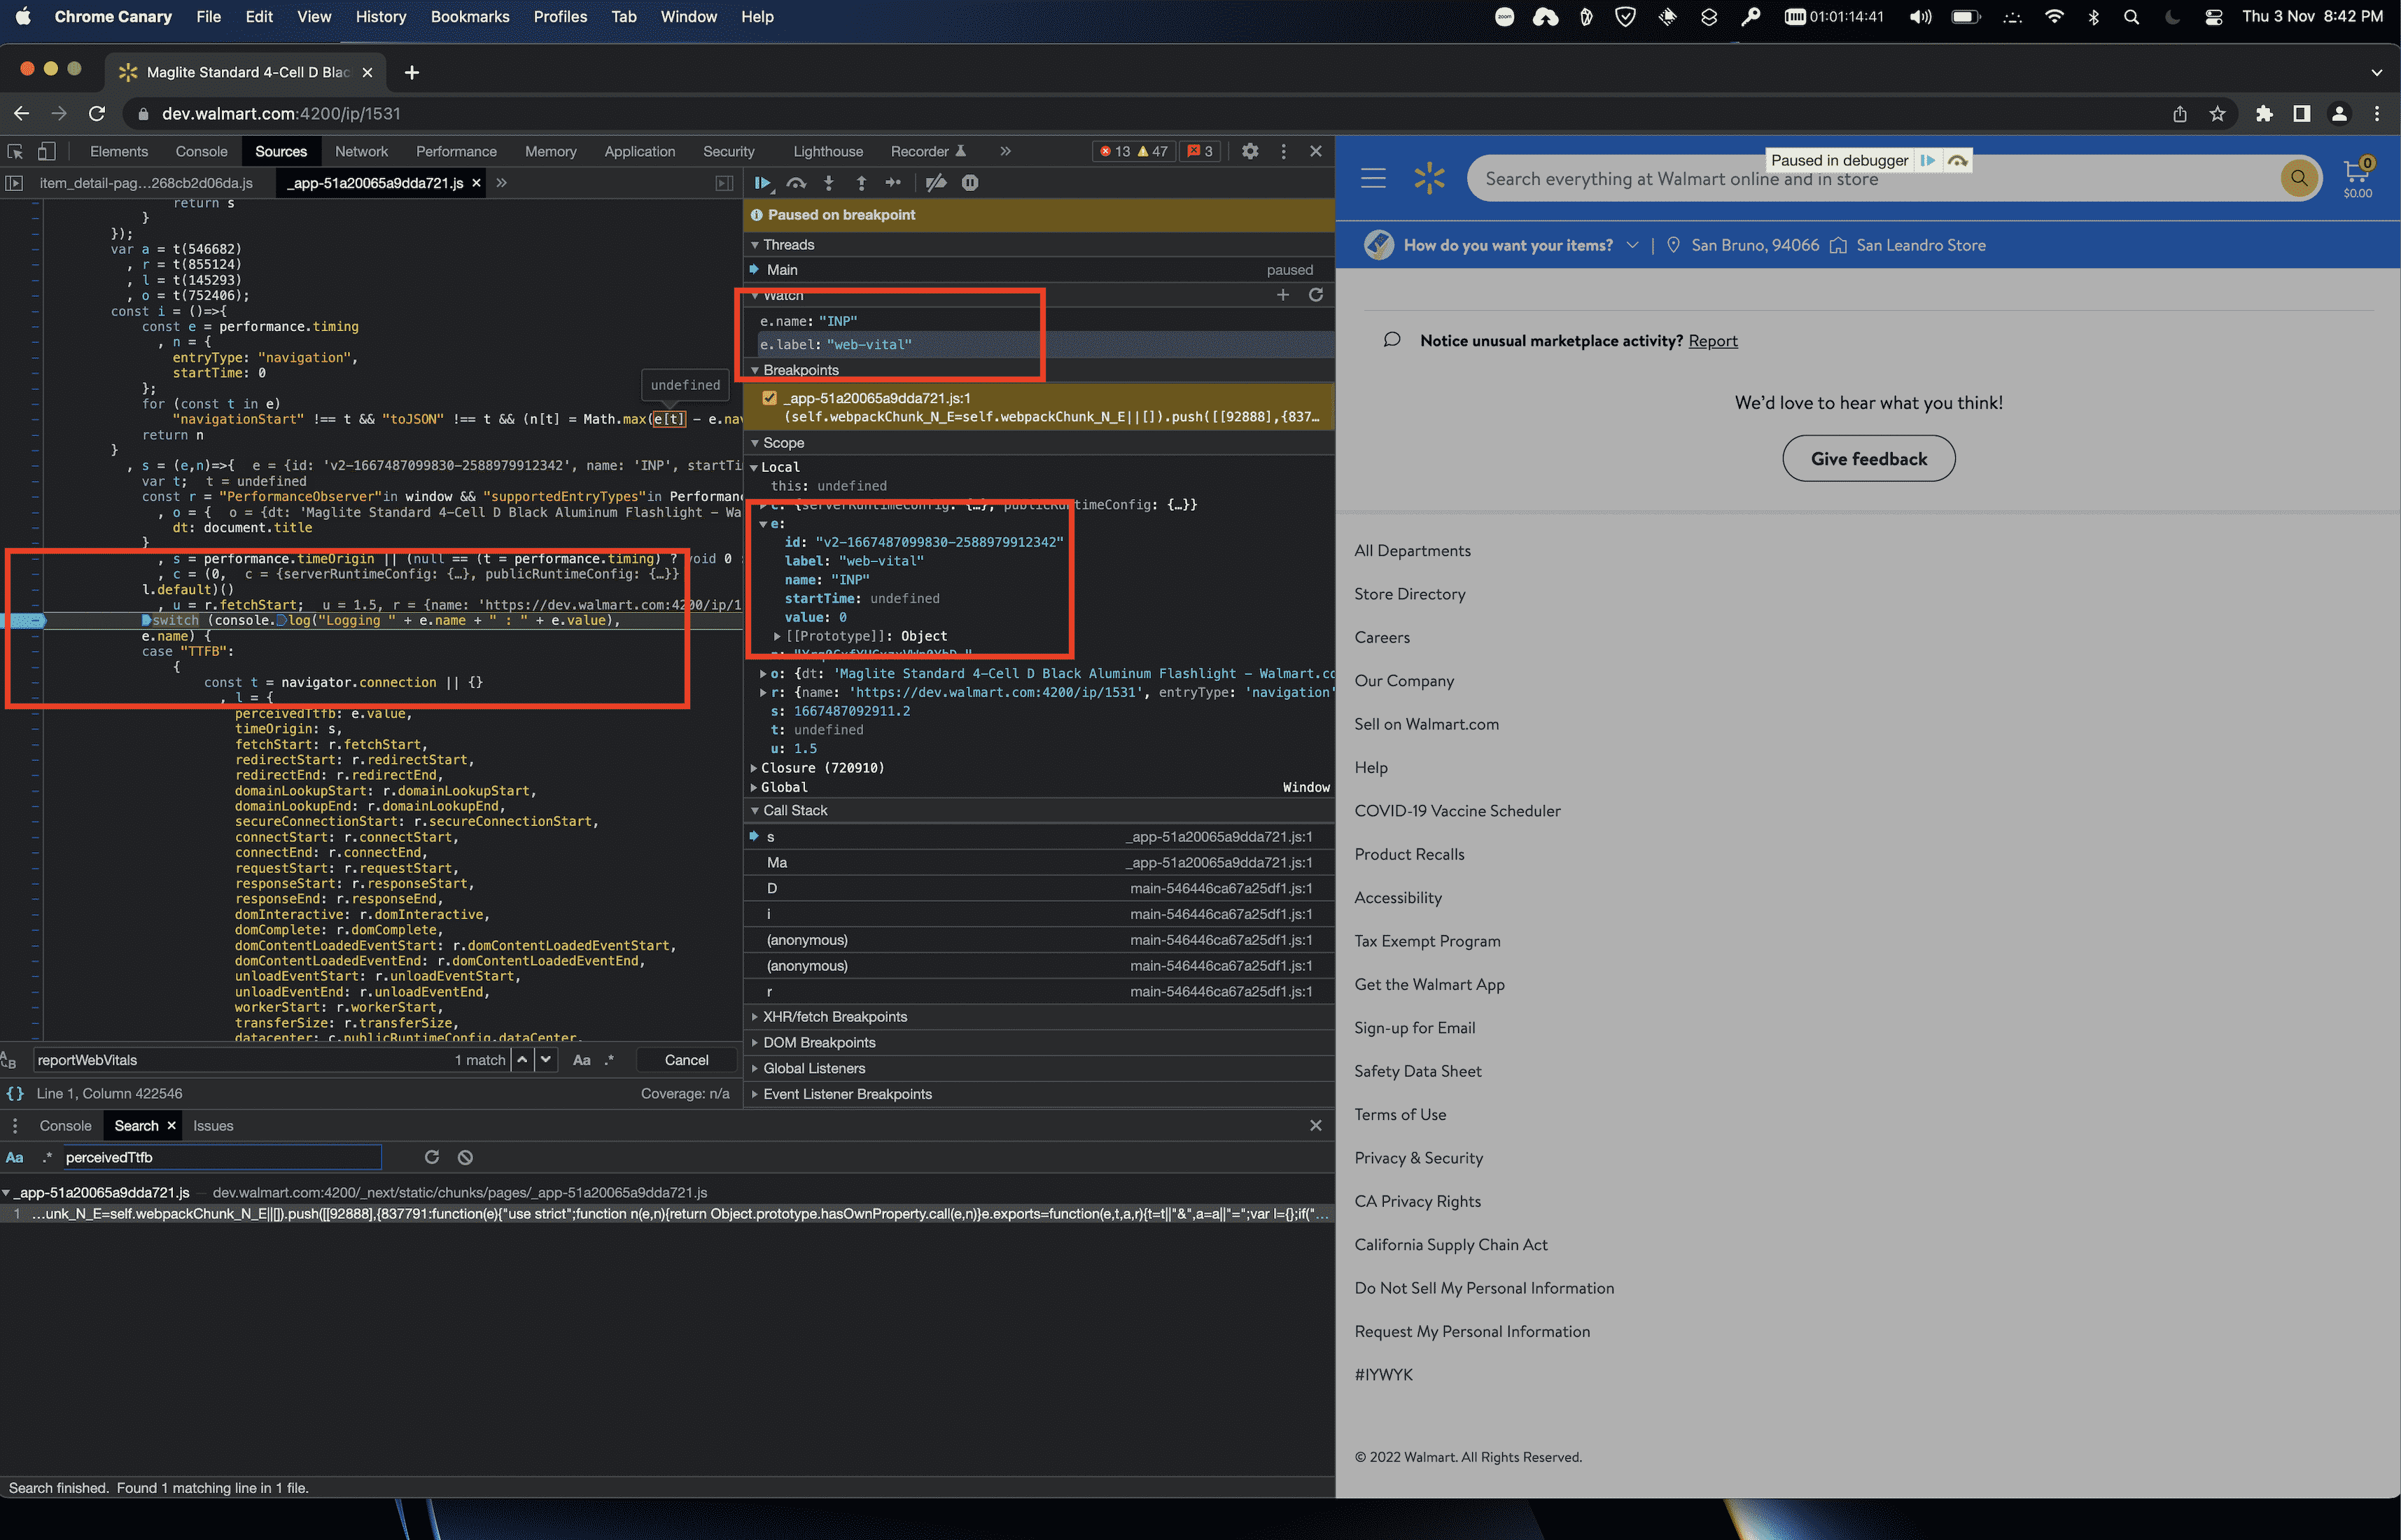 Chrome Canary File Edit View History Bookmarks Profiles Tab Window Help
zoom 01:01:14:41 Thu 3 Nov 8:42 PM
Maglite Standard 4-Cell D Blac
dev.walmart.com:4200/ip/1531
Elements Console Sources Network Performance Memory Application Security Lighthouse Recorder » 13 47 3
item_detail-pag...268cb2d06da.js _app-51a20065a9dda721.js × »
return s
}
});
var a = t(546682)
, r = t(855124)
, l = t(145293)
, o = t(752406);
const i = ()=>{
const e = performance.timing
, n = {
entryType: "navigation",
startTime: 0
};
for (const t in e)
"navigationStart" !== t && "toJSON" !== t && (n[t] = Math.max(e[t] - e.nav
return n
}
, s = (e,n)=>{ e = {id: 'v2-1667487099830-2588979912342', name: 'INP', startTi
var t; t = undefined
const r = "PerformanceObserver"in window && "supportedEntryTypes"in Performan
, o = { o = {dt: 'Maglite Standard 4-Cell D Black Aluminum Flashlight - Wa
dt: document.title
}
, s = performance.timeOrigin || (null == (t = performance.timing) ? void 0 :
, c = (0, c = {serverRuntimeConfig: {…}, publicRuntimeConfig: {…}}
l.default)()
, u = r.fetchStart; u = 1.5, r = {name: 'https://dev.walmart.com:4200/ip/1
switch (console.log("Logging " + e.name + " : " + e.value),
e.name) {
case "TTFB":
{
const t = navigator.connection || {}
, l = {
perceivedTtfb: e.value,
timeOrigin: s,
fetchStart: r.fetchStart,
redirectStart: r.redirectStart,
redirectEnd: r.redirectEnd,
domainLookupStart: r.domainLookupStart,
domainLookupEnd: r.domainLookupEnd,
secureConnectionStart: r.secureConnectionStart,
connectStart: r.connectStart,
connectEnd: r.connectEnd,
requestStart: r.requestStart,
responseStart: r.responseStart,
responseEnd: r.responseEnd,
domInteractive: r.domInteractive,
domComplete: r.domComplete,
domContentLoadedEventStart: r.domContentLoadedEventStart,
domContentLoadedEventEnd: r.domContentLoadedEventEnd,
unloadEventStart: r.unloadEventStart,
unloadEventEnd: r.unloadEventEnd,
workerStart: r.workerStart,
transferSize: r.transferSize,
datacenter: c.publicRuntimeConfig.dataCenter,
undefined
reportWebVitals 1 match Aa .* Cancel
{} Line 1, Column 422546 Coverage: n/a
Paused on breakpoint
Threads
Main paused
Watch
e.name: "INP"
e.label: "web-vital"
Breakpoints
_app-51a20065a9dda721.js:1
(self.webpackChunk_N_E=self.webpackChunk_N_E||[]).push([[92888],{837…
Scope
Local
this: undefined
c: {serverRuntimeConfig: {…}, publicRuntimeConfig: {…}}
e:
id: "v2-1667487099830-2588979912342"
label: "web-vital"
name: "INP"
startTime: undefined
value: 0
[[Prototype]]: Object
o: {dt: 'Maglite Standard 4-Cell D Black Aluminum Flashlight - Walmart.co
r: {name: 'https://dev.walmart.com:4200/ip/1531', entryType: 'navigation'
s: 1667487092911.2
t: undefined
u: 1.5
Closure (720910)
Global Window
Call Stack
s _app-51a20065a9dda721.js:1
Ma _app-51a20065a9dda721.js:1
D main-546446ca67a25df1.js:1
i main-546446ca67a25df1.js:1
(anonymous) main-546446ca67a25df1.js:1
(anonymous) main-546446ca67a25df1.js:1
r main-546446ca67a25df1.js:1
XHR/fetch Breakpoints
DOM Breakpoints
Global Listeners
Event Listener Breakpoints
Console Search × Issues
Aa .* perceivedTtfb
_app-51a20065a9dda721.js — dev.walmart.com:4200/_next/static/chunks/pages/_app-51a20065a9dda721.js
1 …unk_N_E=self.webpackChunk_N_E||[]).push([[92888],{837791:function(e){"use strict";function n(e,n){return Object.prototype.hasOwnProperty.call(e,n)}e.exports=function(e,t,a,r){t=t||"&",a=a||"=";var l={};if("…
Search finished. Found 1 matching line in 1 file.
Paused in debugger
Search everything at Walmart online and in store
0
$0.00
How do you want your items? | San Bruno, 94066 San Leandro Store
Notice unusual marketplace activity? Report
We’d love to hear what you think!
Give feedback
All Departments
Store Directory
Careers
Our Company
Sell on Walmart.com
Help
COVID-19 Vaccine Scheduler
Product Recalls
Accessibility
Tax Exempt Program
Get the Walmart App
Sign-up for Email
Safety Data Sheet
Terms of Use
Privacy & Security
CA Privacy Rights
California Supply Chain Act
Do Not Sell My Personal Information
Request My Personal Information
#IYWYK
© 2022 Walmart. All Rights Reserved.